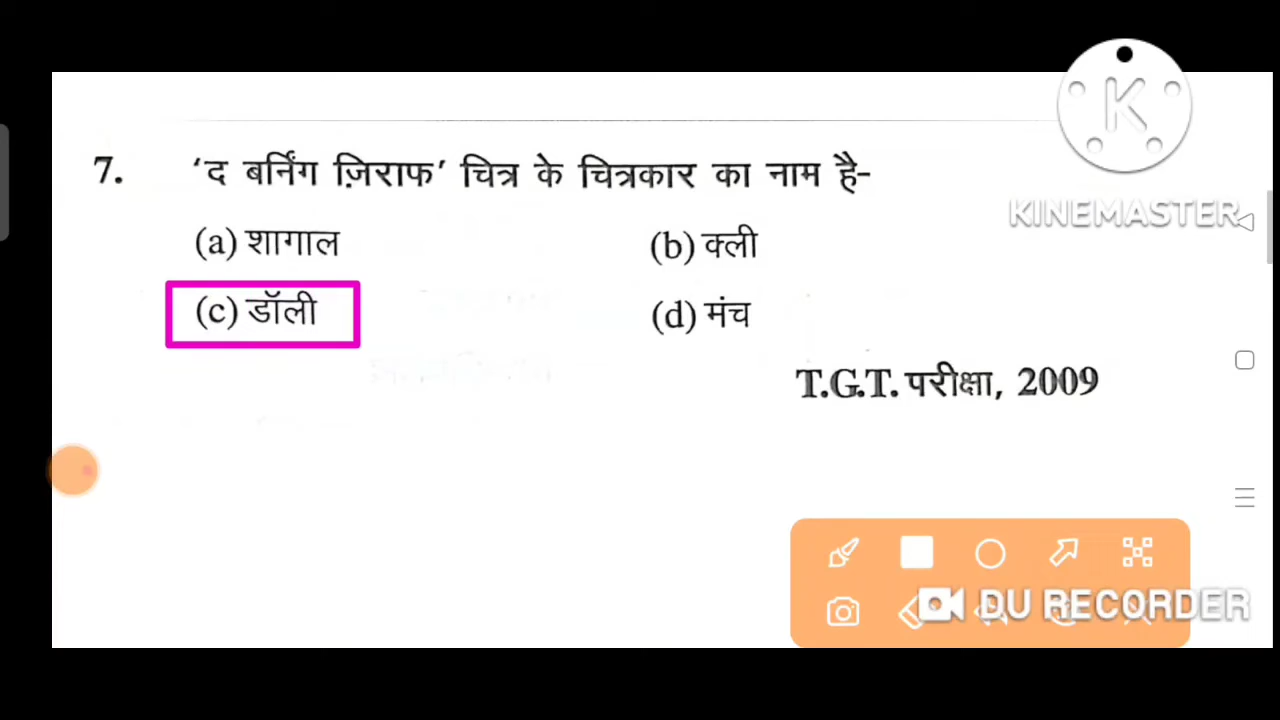 7. 'द बर्निंग ज़िराफ' चित्र के चित्रकार का नाम है-
(a) शागाल (b) क्ली
(c) डॉली (d) मंच
T.G.T. परीक्षा, 2009
K
KINEMASTER
DU RECORDER